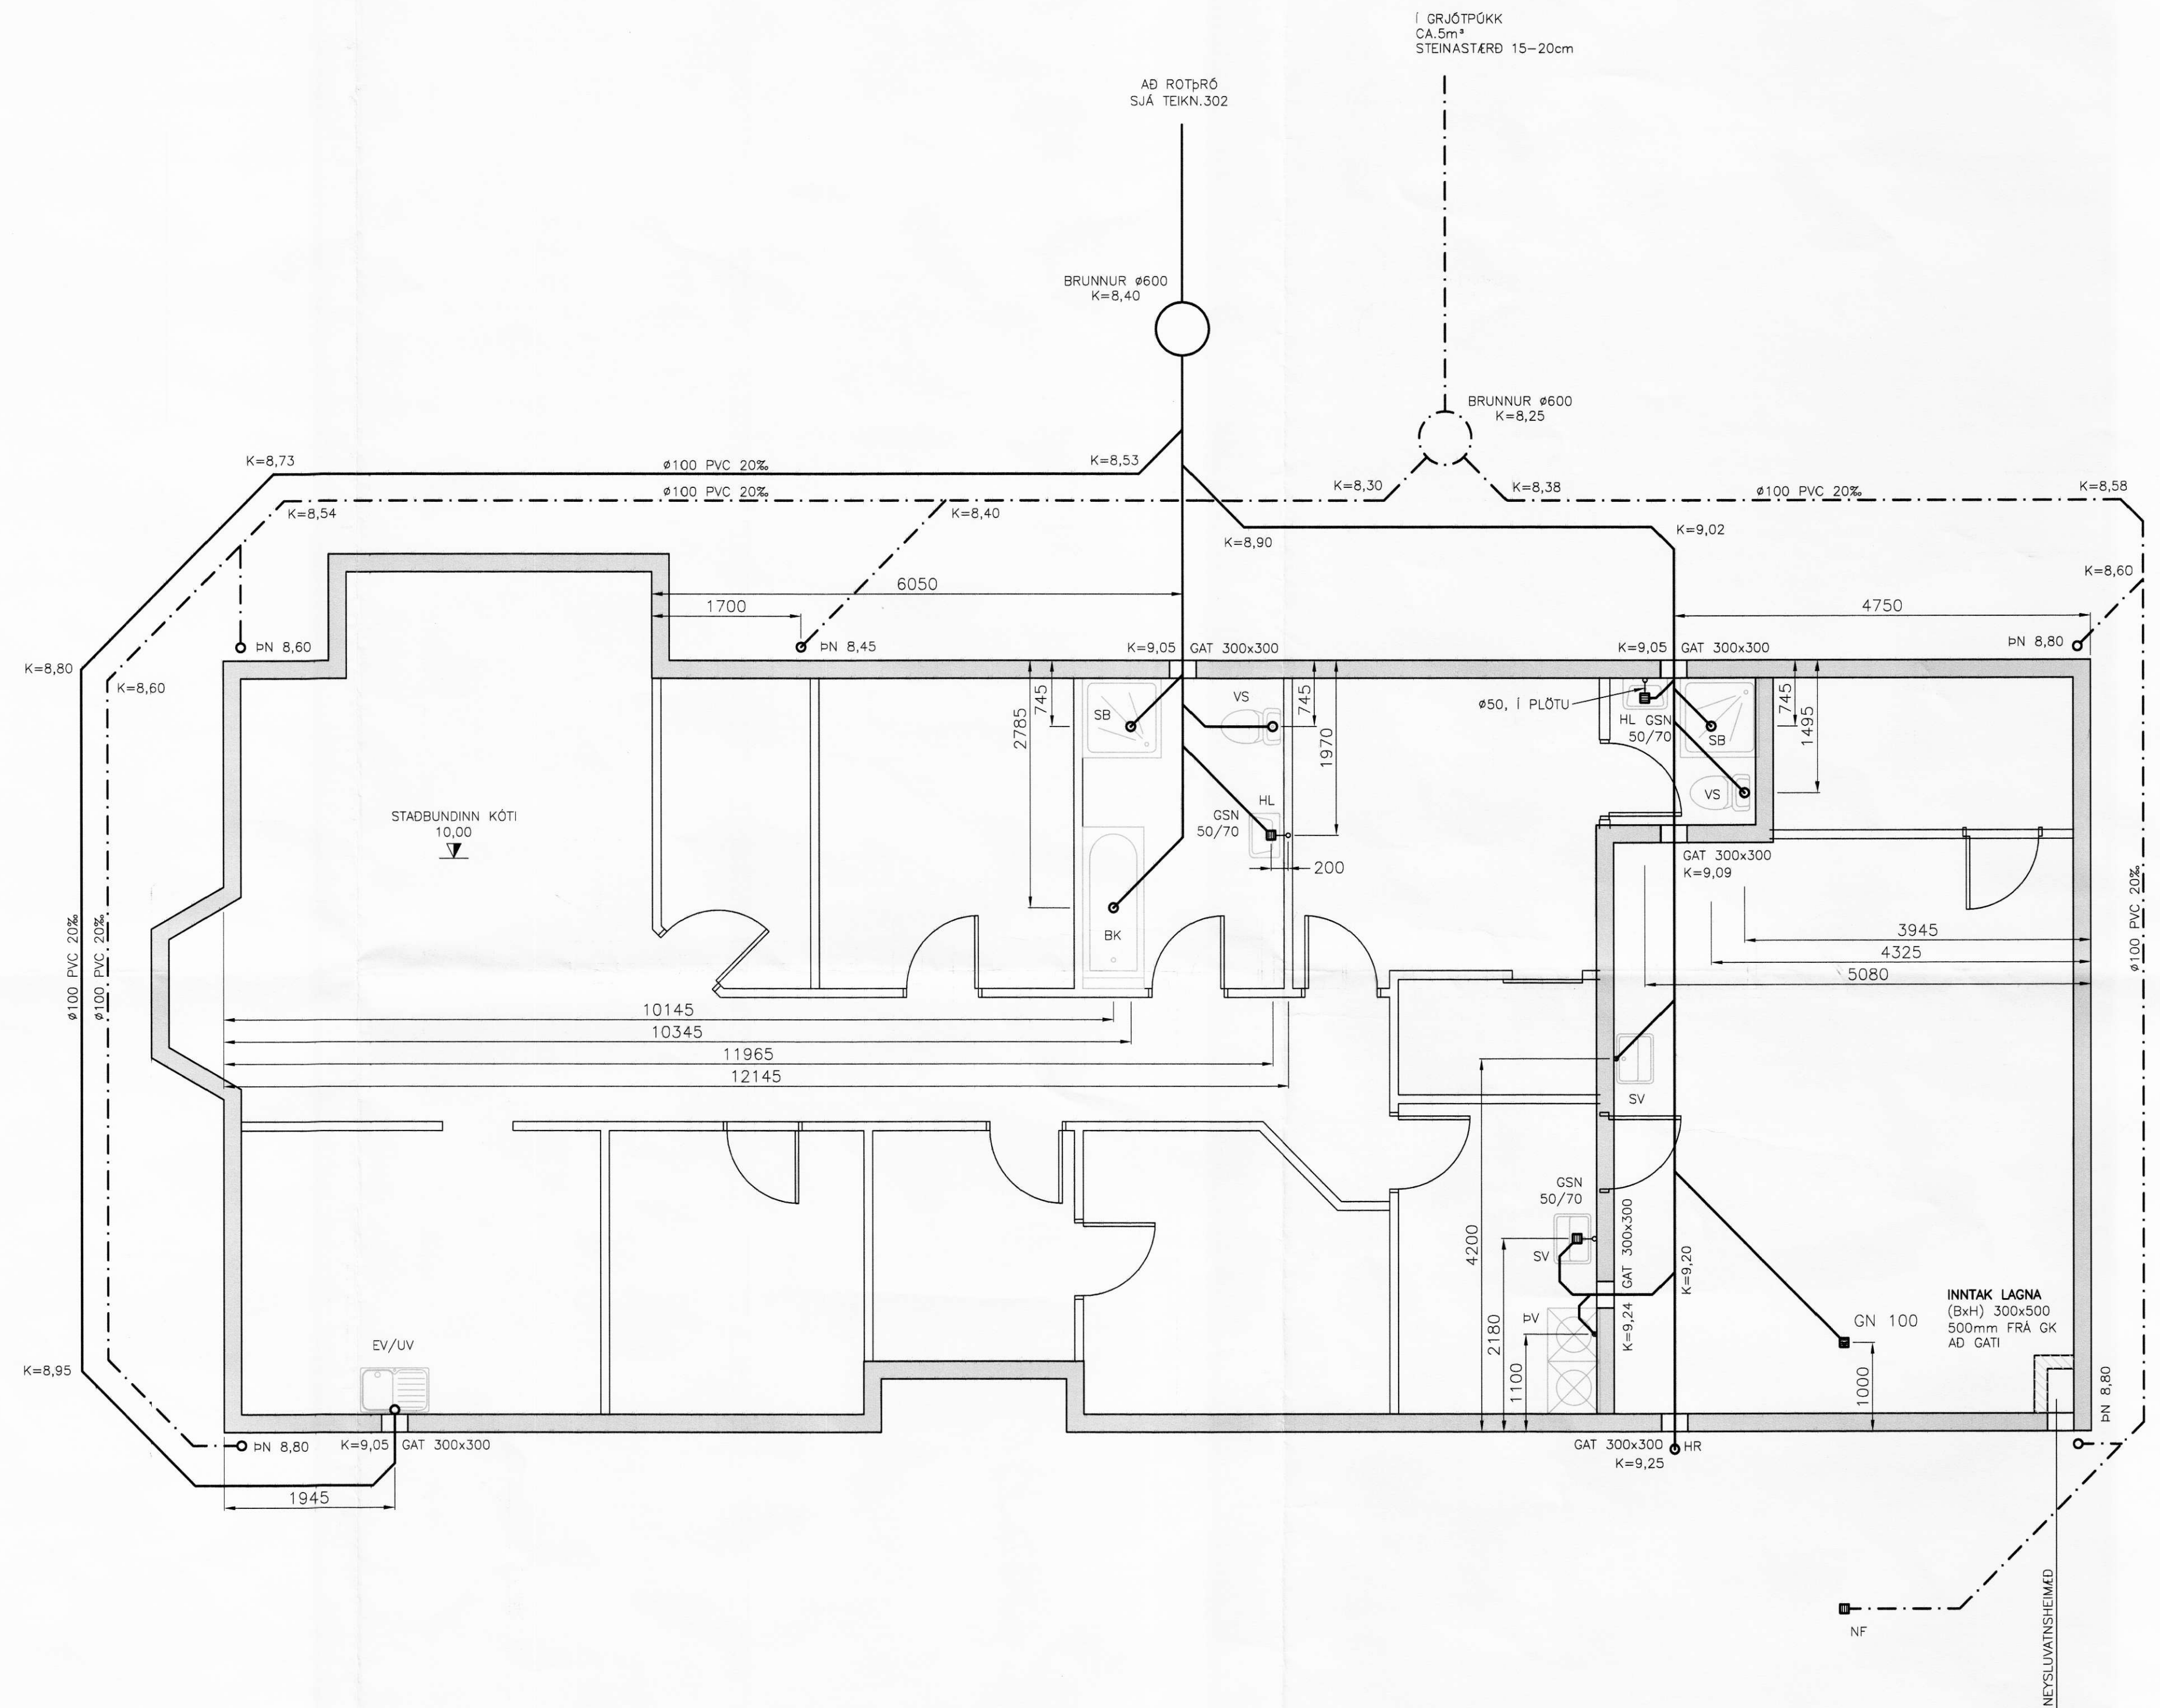 Í GRJÓTPÚKK
CA.5m³
STEINASTÆRÐ 15-20cm
AÐ ROTÞRÓ
SJÁ TEIKN.302
BRUNNUR ø600
K=8,40
BRUNNUR ø600
K=8,25
K=8,73
ø100 PVC 20‰
K=8,53
ø100 PVC 20‰
K=8,30
K=8,38
ø100 PVC 20‰
K=8,58
K=8,54
K=8,40
K=8,90
K=9,02
K=8,60
6050
1700
4750
ÞN 8,60
ÞN 8,45
K=9,05
GAT 300x300
K=9,05
GAT 300x300
ÞN 8,80
K=8,80
K=8,60
745
2785
SB
VS
745
1970
ø50, Í PLÖTU
HL GSN
50/70
SB
745
1495
VS
HL
GSN
50/70
200
STAÐBUNDINN KÓTI
10,00
GAT 300x300
K=9,09
BK
3945
4325
5080
ø100 PVC 20‰
ø100 PVC 20‰
ø100 PVC 20‰
10145
10345
11965
12145
SV
GSN
50/70
SV
4200
2180
1100
ÞV
GAT 300x300
K=9,24
K=9,20
GN 100
1000
INNTAK LAGNA
(BxH) 300x500
500mm FRÁ GK
AÐ GATI
ÞN 8,80
EV/UV
K=8,95
ÞN 8,80
K=9,05
GAT 300x300
1945
GAT 300x300
HR
K=9,25
NF
NEYSLUVATNSHEIMÆÐ